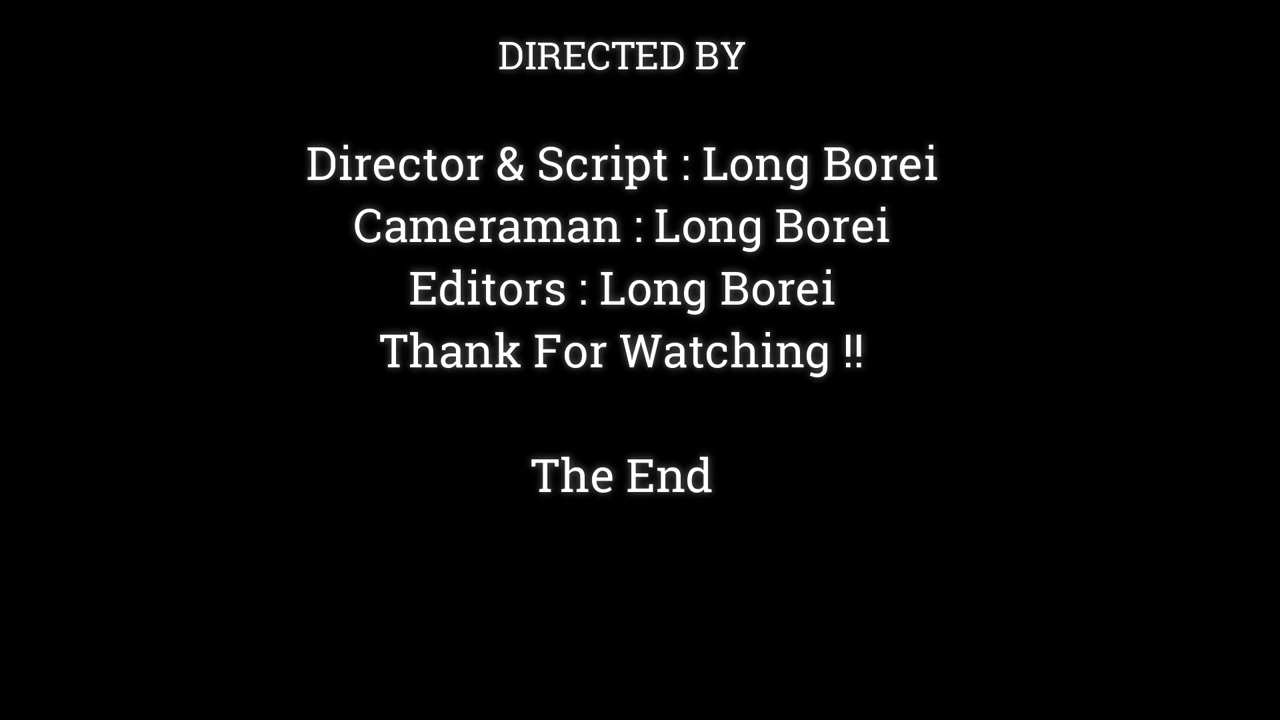 DIRECTED BY
Director & Script : Long Borei
Cameraman : Long Borei
Editors : Long Borei
Thank For Watching !!
The End